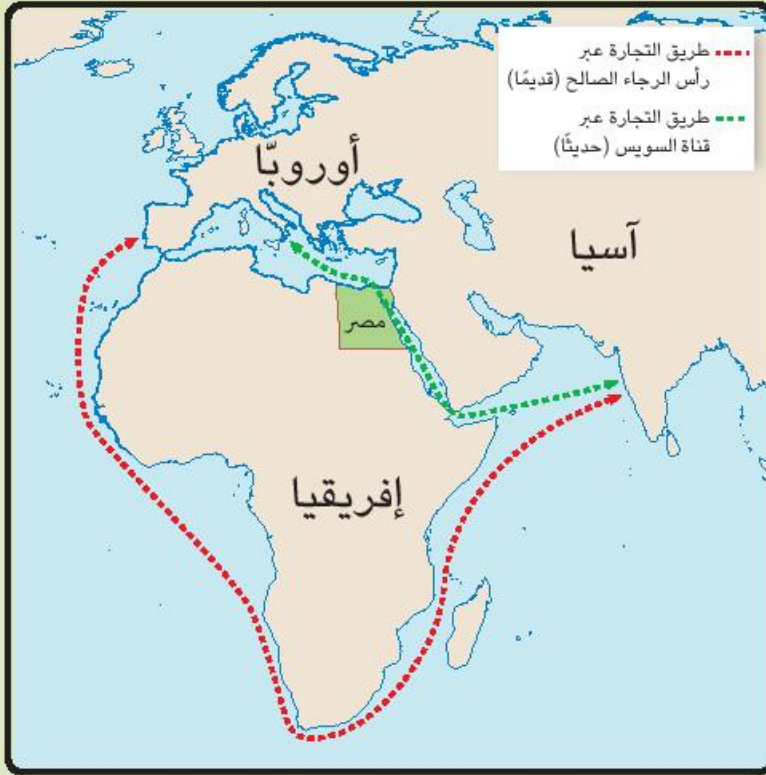 طريق التجارة عبر
رأس الرجاء الصالح (قديمًا)
طريق التجارة عبر
قناة السويس (حديثًا)
أوروبّا
آسيا
مصر
إفريقيا